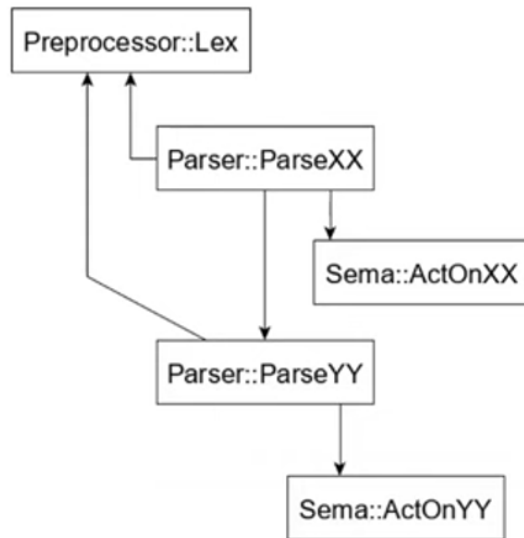 Preprocessor::Lex
Parser::ParseXX
Sema::ActOnXX
Parser::ParseYY
Sema::ActOnYY